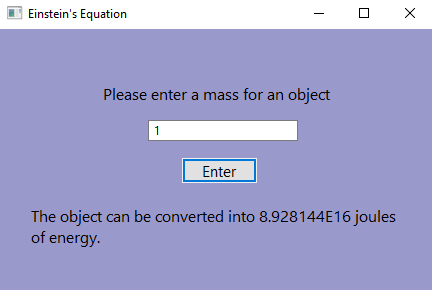 Einstein's Equation
Please enter a mass for an object
1
Enter
The object can be converted into 8.928144E16 joules
of energy.